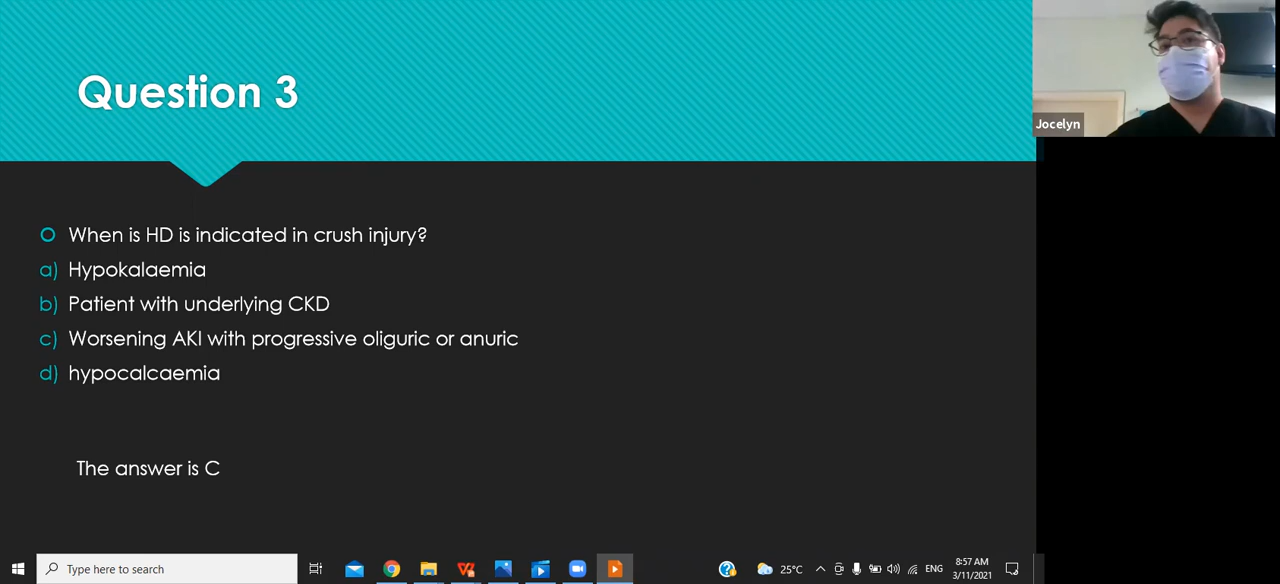 Question 3
Jocelyn
When is HD is indicated in crush injury?
a) Hypokalaemia
b) Patient with underlying CKD
c) Worsening AKI with progressive oliguric or anuric
d) hypocalcaemia
The answer is C
Type here to search
25°C
ENG
8:57 AM
3/11/2021